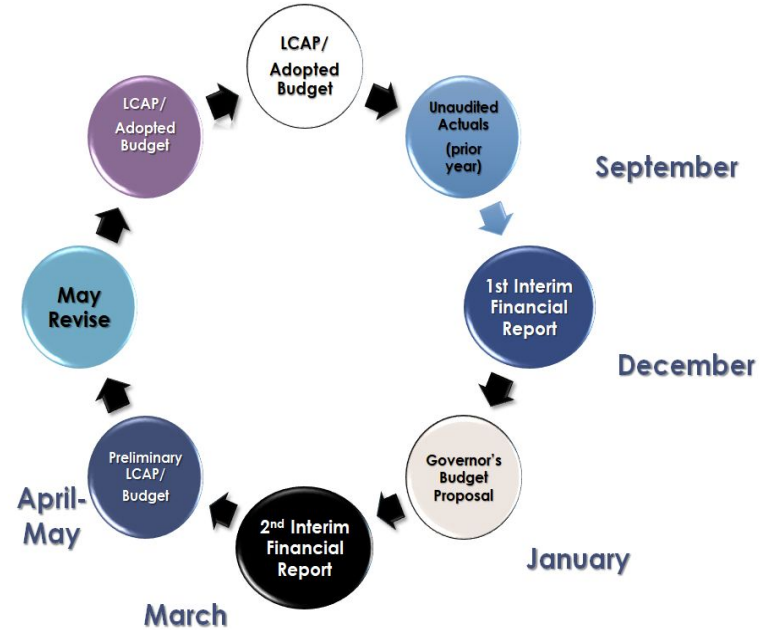 LCAP/
Adopted
Budget
Unaudited
Actuals
(prior
year)
September
1st Interim
Financial
Report
December
Governor's
Budget
Proposal
January
2nd Interim
Financial
Report
March
Preliminary
LCAP/
Budget
April-
May
May
Revise
LCAP/
Adopted
Budget